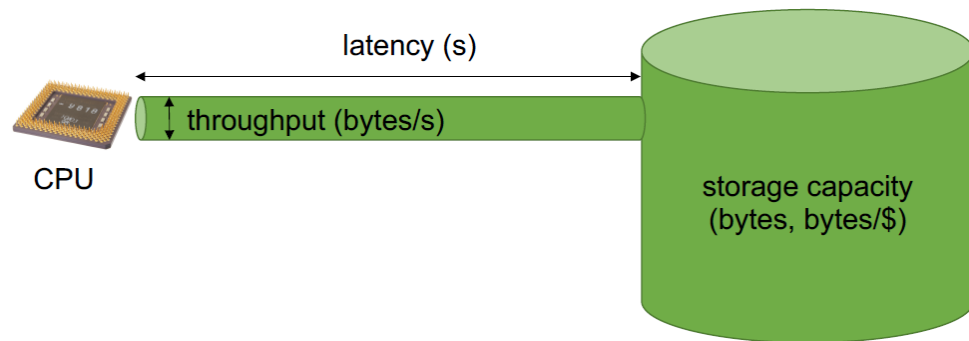 latency (s)
throughput (bytes/s)
CPU
storage capacity
(bytes, bytes/$)